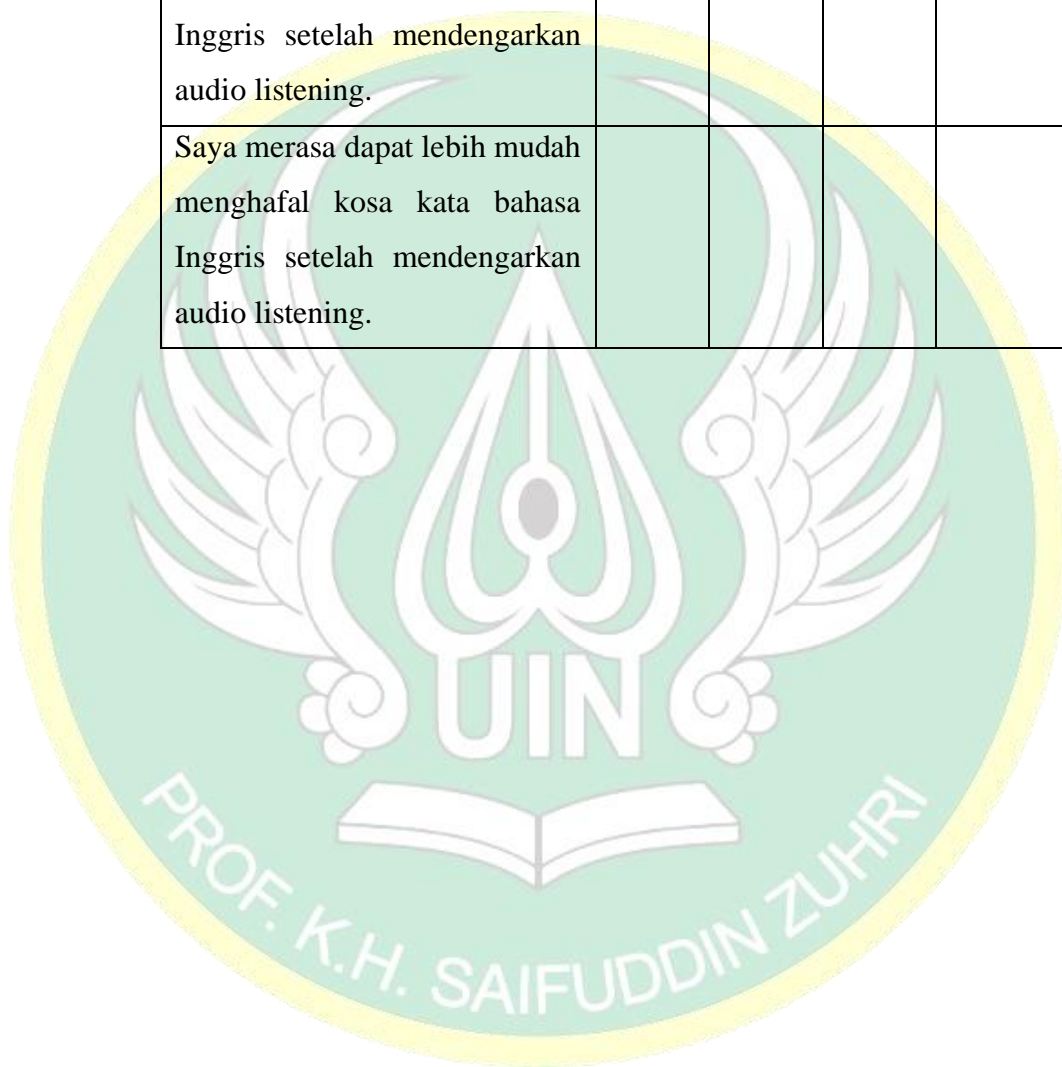 Inggris setelah mendengarkan
audio listening.
Saya merasa dapat lebih mudah
menghafal kosa kata bahasa
Inggris setelah mendengarkan
audio listening.
UIN
PROF. K.H. SAIFUDDIN ZUHRI